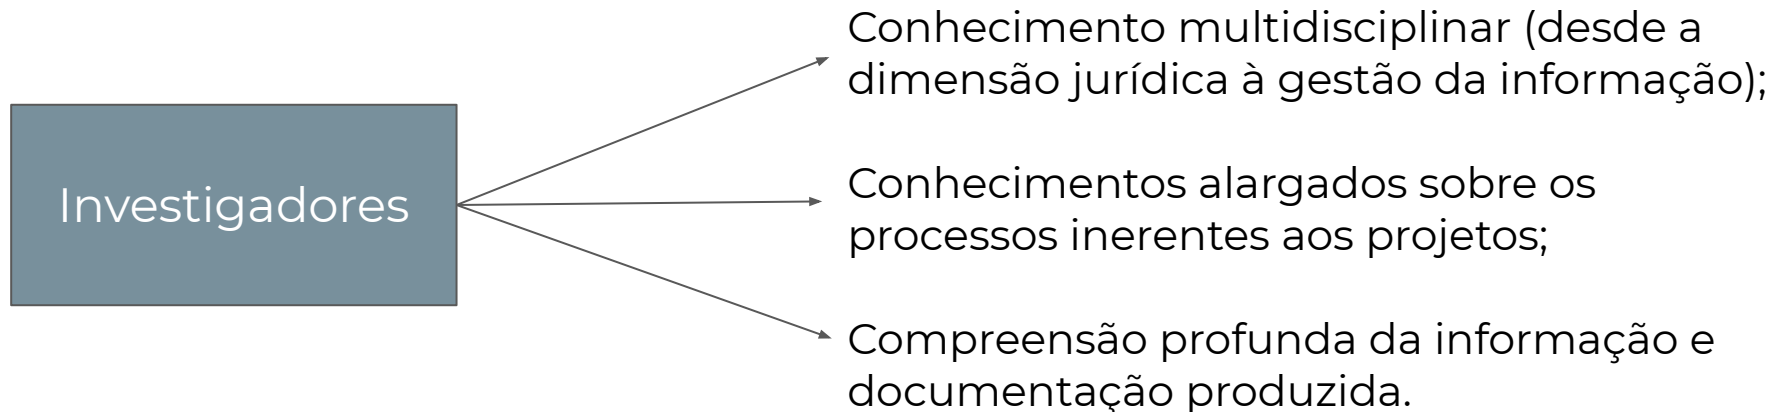 Investigadores
Conhecimento multidisciplinar (desde a
dimensão jurídica à gestão da informação);
Conhecimentos alargados sobre os
processos inerentes aos projetos;
Compreensão profunda da informação e
documentação produzida.